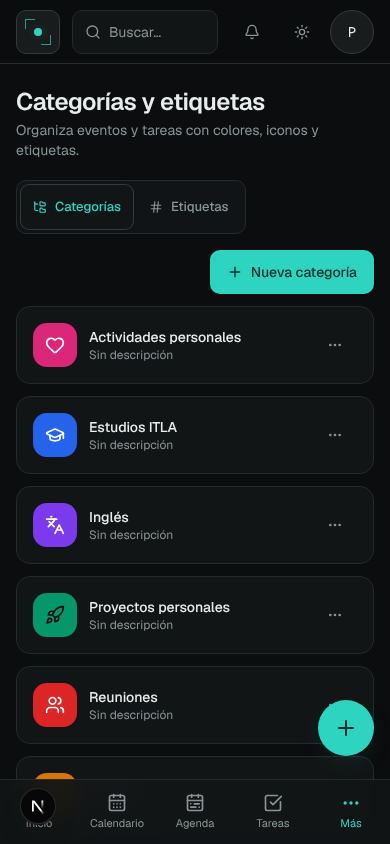 Buscar...
P
Categorías y etiquetas
Organiza eventos y tareas con colores, iconos y
etiquetas.
Categorías
Etiquetas
Nueva categoría
Actividades personales
Sin descripción
Estudios ITLA
Sin descripción
Inglés
Sin descripción
Proyectos personales
Sin descripción
Reuniones
Sin descripción
N
Inicio
Calendario
Agenda
Tareas
Más